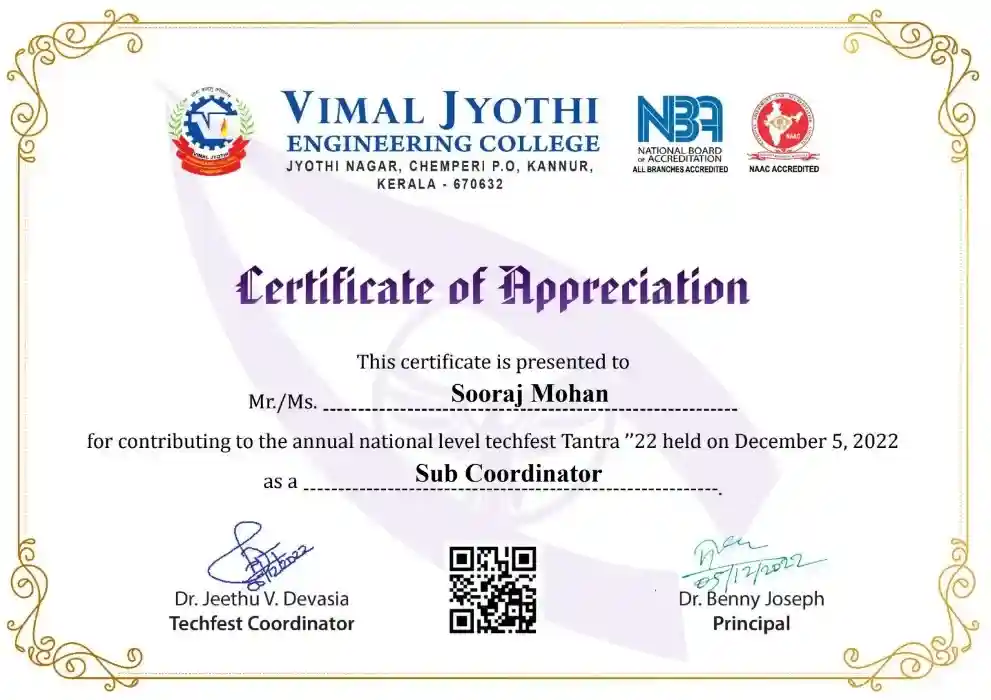 VIMAL JYOTHI
ENGINEERING COLLEGE
JYOTHI NAGAR, CHEMPERI P.O, KANNUR,
KERALA - 670632
VIMAL JYOTHI
NBA
NATIONAL BOARD
OF ACCREDITATION
ALL BRANCHES ACCREDITED
NAAC
NAAC ACCREDITED
Certificate of Appreciation
This certificate is presented to
Mr./Ms. Sooraj Mohan
for contributing to the annual national level techfest Tantra ’’22 held on December 5, 2022
as a Sub Coordinator.
05/12/2022
Dr. Jeethu V. Devasia
Techfest Coordinator
05/12/2022
Dr. Benny Joseph
Principal